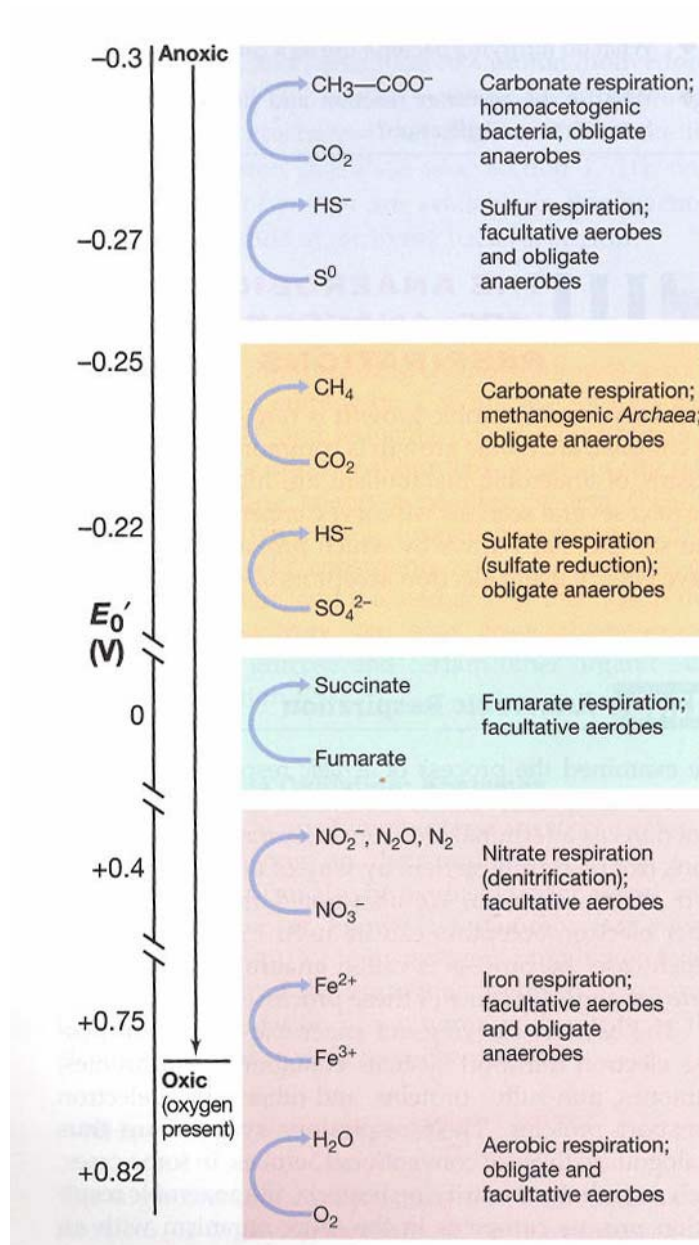 −0.3
Anoxic
CH3—COO⁻
CO₂
Carbonate respiration;
homoacetogenic
bacteria, obligate
anaerobes
−0.27
HS⁻
S⁰
Sulfur respiration;
facultative aerobes
and obligate
anaerobes
−0.25
CH₄
CO₂
Carbonate respiration;
methanogenic Archaea;
obligate anaerobes
−0.22
HS⁻
SO₄²⁻
Sulfate respiration
(sulfate reduction);
obligate anaerobes
E₀′
(V)
0
Succinate
Fumarate
Fumarate respiration;
facultative aerobes
+0.4
NO₂⁻, N₂O, N₂
NO₃⁻
Nitrate respiration
(denitrification);
facultative aerobes
+0.75
Fe²⁺
Fe³⁺
Iron respiration;
facultative aerobes
and obligate
anaerobes
Oxic
(oxygen
present)
+0.82
H₂O
O₂
Aerobic respiration;
obligate and
facultative aerobes